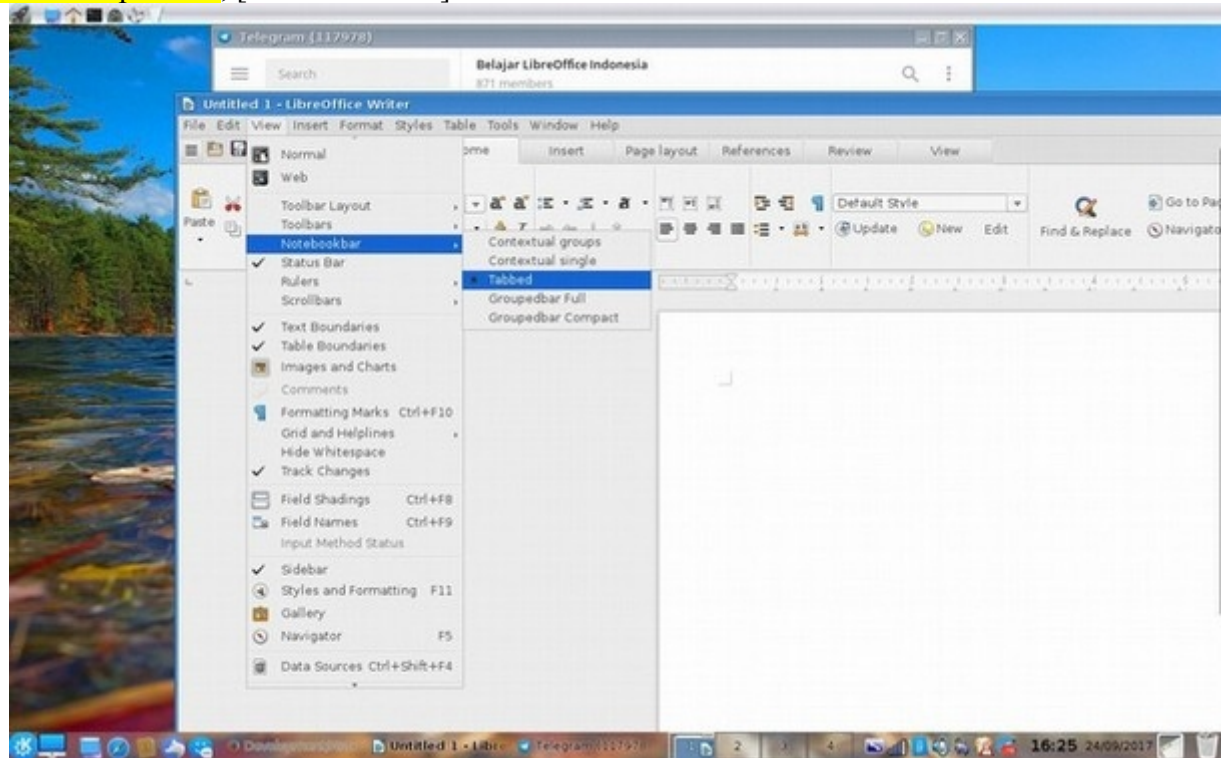 Telegram (117978)
Search
Belajar LibreOffice Indonesia
871 members
Untitled 1 - LibreOffice Writer
File Edit View Insert Format Styles Table Tools Window Help
ome Insert Page layout References Review View
Normal
Web
Toolbar Layout
Toolbars
Notebookbar
Status Bar
Rulers
Scrollbars
Text Boundaries
Table Boundaries
Images and Charts
Comments
Formatting Marks Ctrl+F10
Grid and Helplines
Hide Whitespace
Track Changes
Field Shadings Ctrl+F8
Field Names Ctrl+F9
Input Method Status
Sidebar
Styles and Formatting F11
Gallery
Navigator F5
Data Sources Ctrl+Shift+F4
Contextual groups
Contextual single
Tabbed
Groupedbar Full
Groupedbar Compact
Paste
Default Style
Update New Edit
Find & Replace
Go to Pag
Navigato
Untitled 1 - Libre
Telegram (117978
1 2 3 4
16:25 24/09/2017